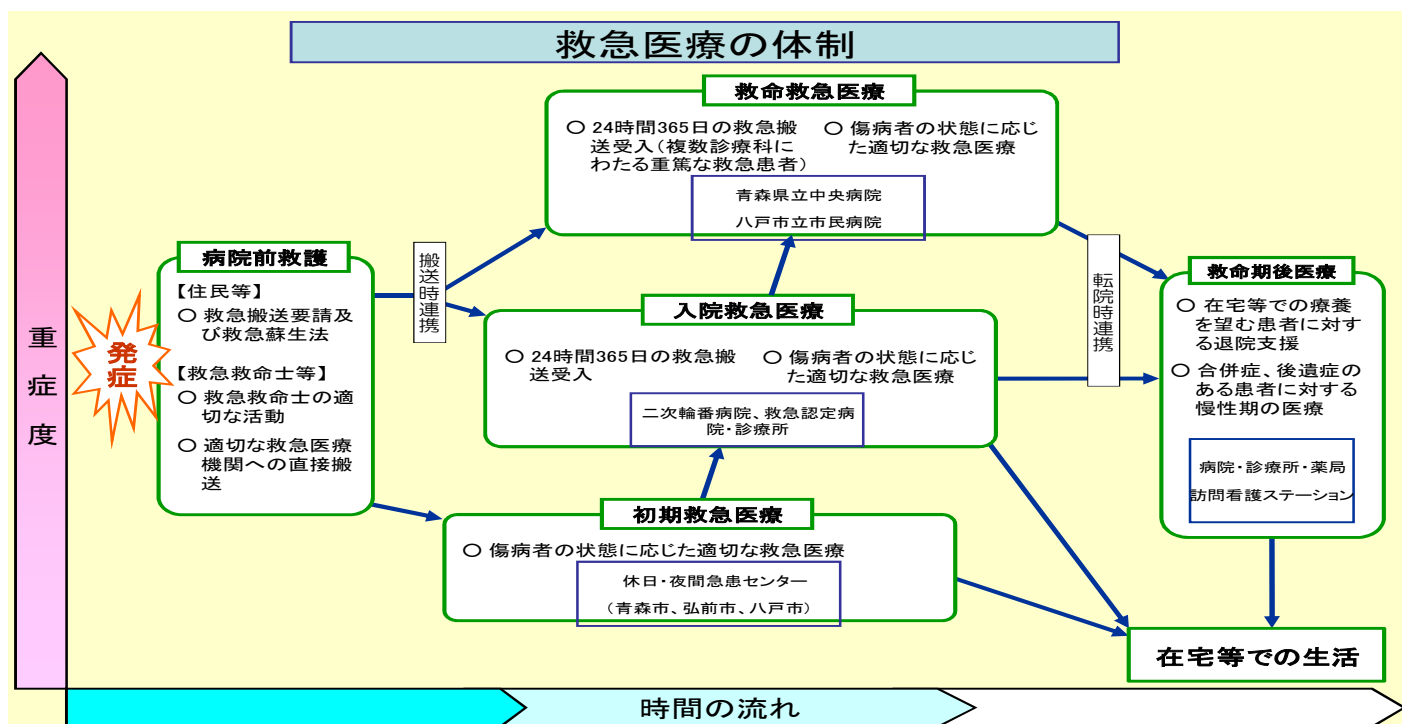 救急医療の体制
重症度
発症
病院前救護
【住民等】
〇 救急搬送要請及
び救急蘇生法
【救急救命士等】
〇 救急救命士の適
切な活動
〇 適切な救急医療
機関への直接搬
送
搬送時連携
救命救急医療
〇 24時間365日の救急搬
送受入（複数診療科に
わたる重篤な救急患者）
〇 傷病者の状態に応じ
た適切な救急医療
青森県立中央病院
八戸市立市民病院
入院救急医療
〇 24時間365日の救急搬
送受入
〇 傷病者の状態に応じ
た適切な救急医療
二次輪番病院、救急認定病
院・診療所
初期救急医療
〇 傷病者の状態に応じた適切な救急医療
休日・夜間急患センター
（青森市、弘前市、八戸市）
転院時連携
救命期後医療
〇 在宅等での療養
を望む患者に対す
る退院支援
〇 合併症、後遺症の
ある患者に対する
慢性期の医療
病院・診療所・薬局
訪問看護ステーション
在宅等での生活
時間の流れ